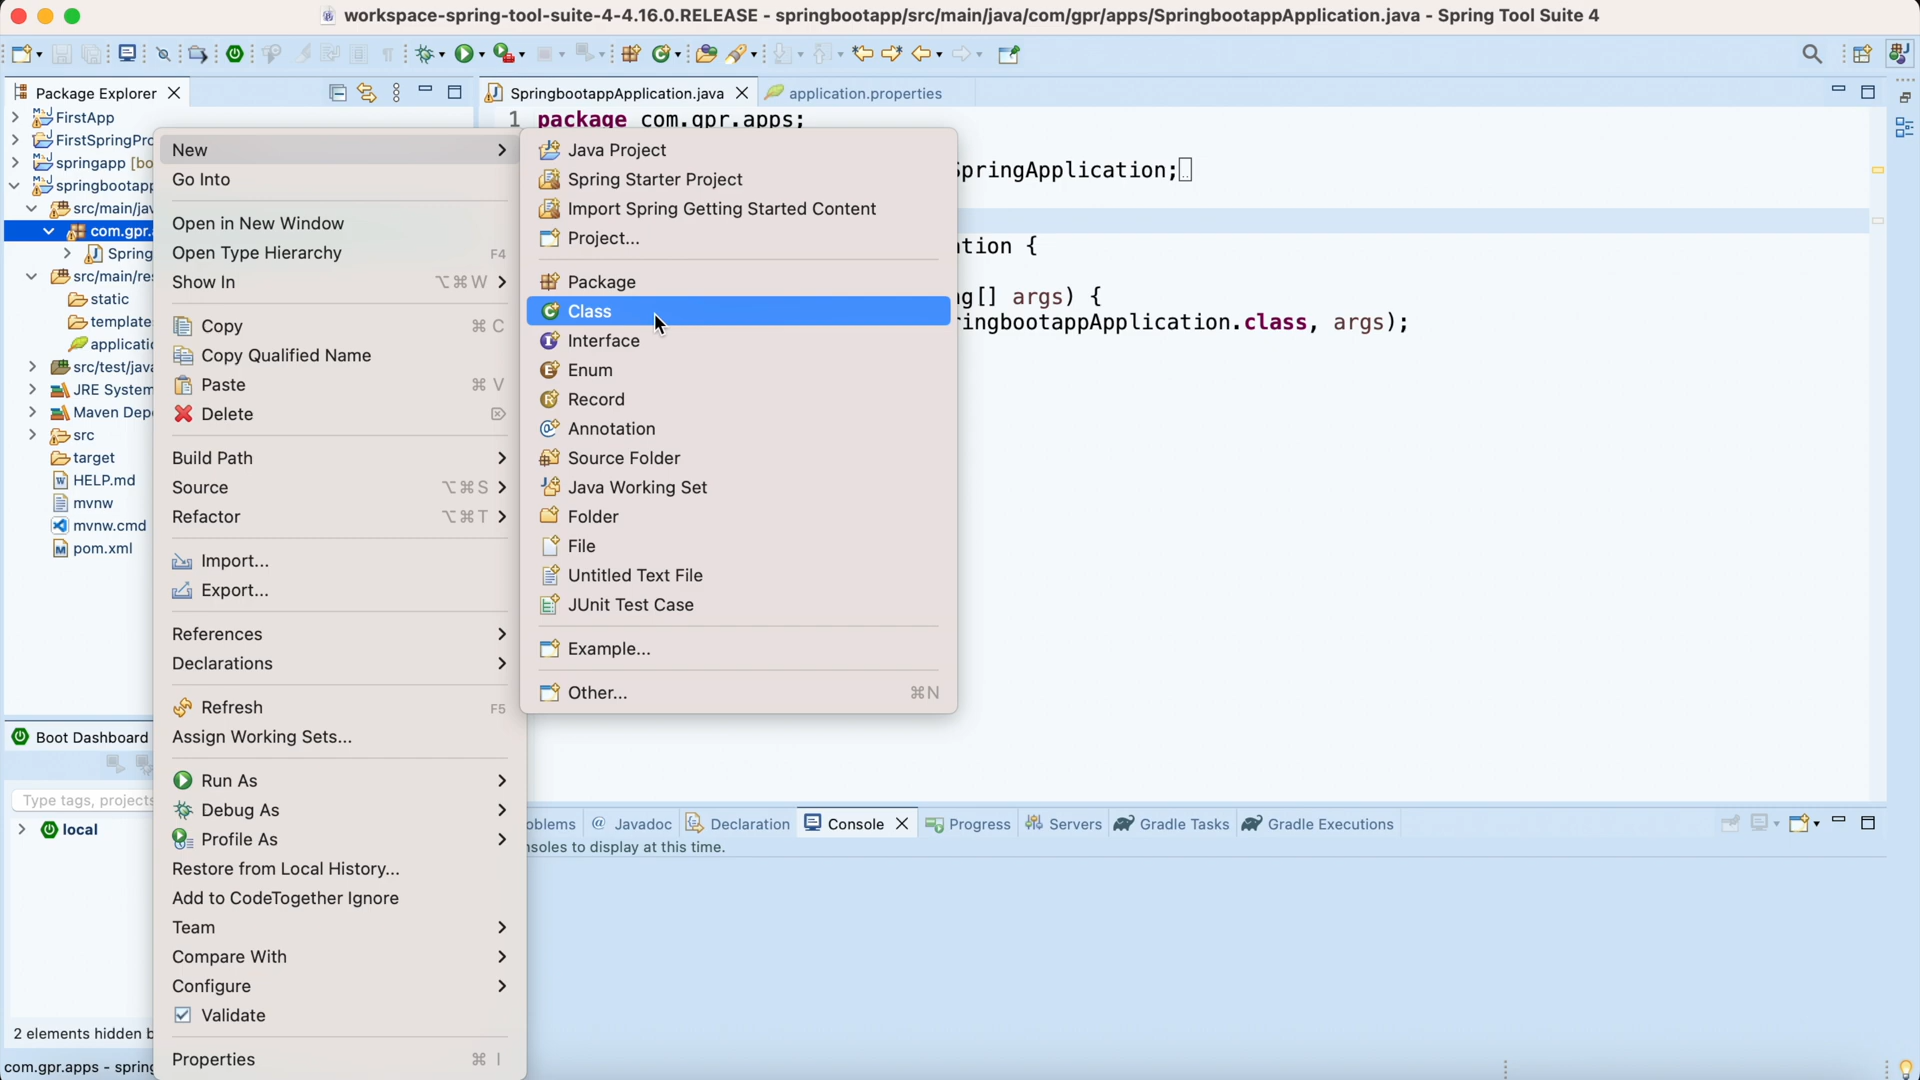 workspace-spring-tool-suite-4-4.16.0.RELEASE - springbootapp/src/main/java/com/gpr/apps/SpringbootappApplication.java - Spring Tool Suite 4
Package Explorer
SpringbootappApplication.java
application.properties
FirstApp
FirstSpringPro
springapp [bo
springbootapp
src/main/jav
com.gpr.a
Spring
src/main/res
static
template
applicatio
src/test/java
JRE System
Maven Dep
src
target
HELP.md
mvnw
mvnw.cmd
pom.xml
Boot Dashboard
Type tags, projects
local
2 elements hidden b
com.gpr.apps - spring
New
Go Into
Open in New Window
Open Type Hierarchy F4
Show In ⌥⌘W
Copy ⌘ C
Copy Qualified Name
Paste ⌘ V
Delete ⌦
Build Path
Source ⌥⌘S
Refactor ⌥⌘T
Import...
Export...
References
Declarations
Refresh F5
Assign Working Sets...
Run As
Debug As
Profile As
Restore from Local History...
Add to CodeTogether Ignore
Team
Compare With
Configure
Validate
Properties ⌘ I
Java Project
Spring Starter Project
Import Spring Getting Started Content
Project...
Package
Class
Interface
Enum
Record
Annotation
Source Folder
Java Working Set
Folder
File
Untitled Text File
JUnit Test Case
Example...
Other... ⌘N
1 package com.gpr.apps;
SpringApplication;
tion {
ng[] args) {
ringbootappApplication.class, args);
oblems
@ Javadoc
Declaration
Console
Progress
Servers
Gradle Tasks
Gradle Executions
nsoles to display at this time.